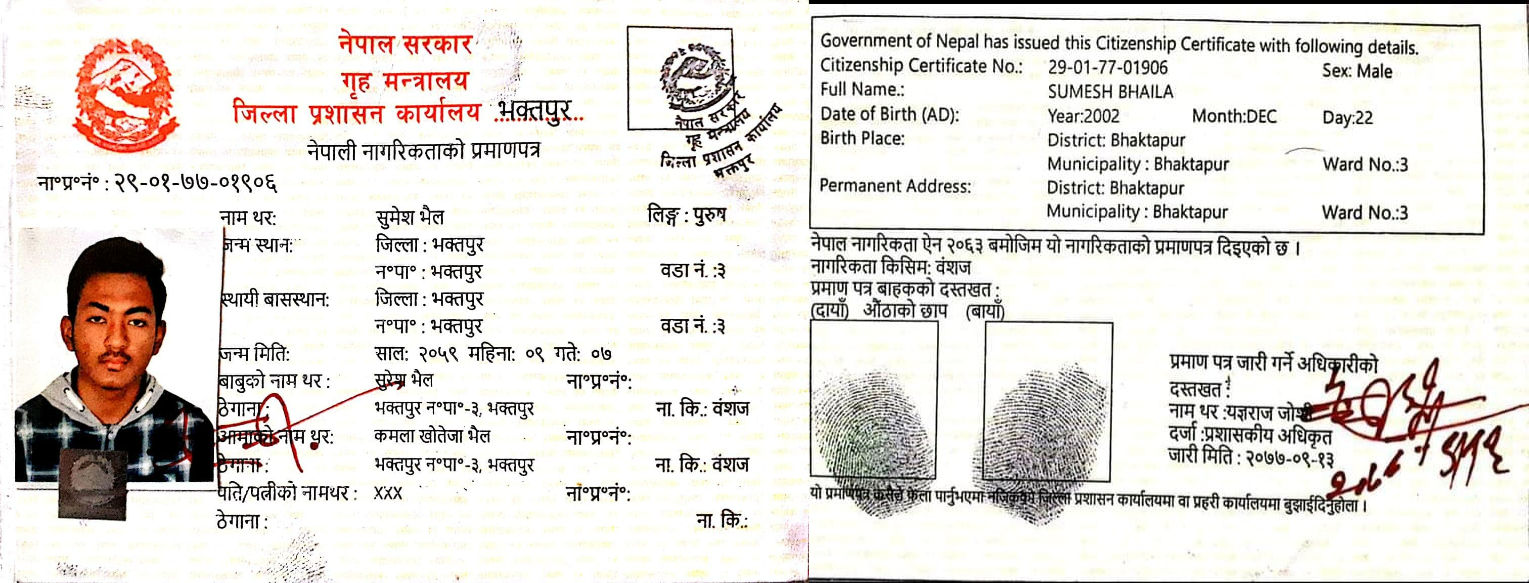 नेपाल सरकार
गृह मन्त्रालय
जिल्ला प्रशासन कार्यालय भक्तपुर
नेपाली नागरिकताको प्रमाणपत्र
नेपाल सरकार
गृह मन्त्रालय
जिल्ला प्रशासन कार्यालय
भक्तपुर
ना°प्र°नं° : २९-०१-७७-०१९०६
नाम थर: सुमेश भैल लिङ्ग : पुरुष
जन्म स्थान: जिल्ला : भक्तपुर
न°पा° : भक्तपुर वडा नं. :३
स्थायी बासस्थान: जिल्ला : भक्तपुर
न°पा° : भक्तपुर वडा नं. :३
जन्म मिति: साल: २०५९ महिना: ०९ गते: ०७
बाबुको नाम थर : सुरेश भैल ना°प्र°नं°:
ठेगाना : भक्तपुर न°पा°-३, भक्तपुर ना. कि.: वंशज
आमाको नाम थर: कमला खोतेजा भैल ना°प्र°नं°:
ठेगाना : भक्तपुर न°पा°-३, भक्तपुर ना. कि.: वंशज
पति/पत्नीको नामथर : XXX ना°प्र°नं°:
ठेगाना : ना. कि.:
Government of Nepal has issued this Citizenship Certificate with following details.
Citizenship Certificate No.: 29-01-77-01906 Sex: Male
Full Name.: SUMESH BHAILA
Date of Birth (AD): Year:2002 Month:DEC Day:22
Birth Place: District: Bhaktapur
Municipality : Bhaktapur Ward No.:3
Permanent Address: District: Bhaktapur
Municipality : Bhaktapur Ward No.:3
नेपाल नागरिकता ऐन २०६३ बमोजिम यो नागरिकताको प्रमाणपत्र दिइएको छ ।
नागरिकता किसिम: वंशज
प्रमाण पत्र बाहकको दस्तखत :
(दायाँ) औंठाको छाप (बायाँ)
प्रमाण पत्र जारी गर्ने अधिकारीको
दस्तखत :
नाम थर :यज्ञराज जोशी
दर्जा :प्रशासकीय अधिकृत
जारी मिति : २०७७-०९-१३
यो प्रमाणपत्र कसैले फेला पार्नुभएमा नजिकको जिल्ला प्रशासन कार्यालयमा वा प्रहरी कार्यालयमा बुझाईदिनुहोला ।